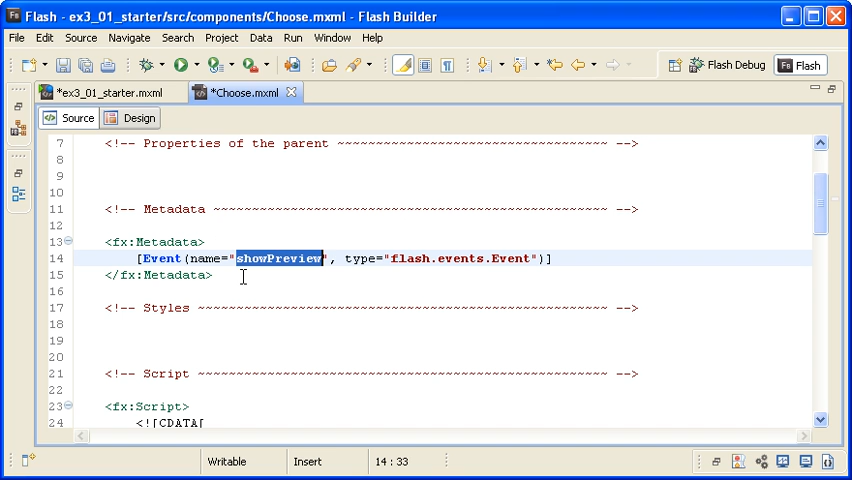 Flash - ex3_01_starter/src/components/Choose.mxml - Flash Builder
File Edit Source Navigate Search Project Data Run Window Help
Flash Debug Flash
*ex3_01_starter.mxml *Choose.mxml
Source Design
7 <!-- Properties of the parent ~~~~~~~~~~~~~~~~~~~~~~~~~~~~~~~~~~~ -->
8
9
10
11 <!-- Metadata ~~~~~~~~~~~~~~~~~~~~~~~~~~~~~~~~~~~~~~~~~~~~~~~~~~~~~ -->
12
13 <fx:Metadata>
14 [Event(name="showPreview", type="flash.events.Event")]
15 </fx:Metadata>
16
17 <!-- Styles ~~~~~~~~~~~~~~~~~~~~~~~~~~~~~~~~~~~~~~~~~~~~~~~~~~~~~ -->
18
19
20
21 <!-- Script ~~~~~~~~~~~~~~~~~~~~~~~~~~~~~~~~~~~~~~~~~~~~~~~~~~~~~ -->
22
23 <fx:Script>
24 <![CDATA[
Writable Insert 14 : 33